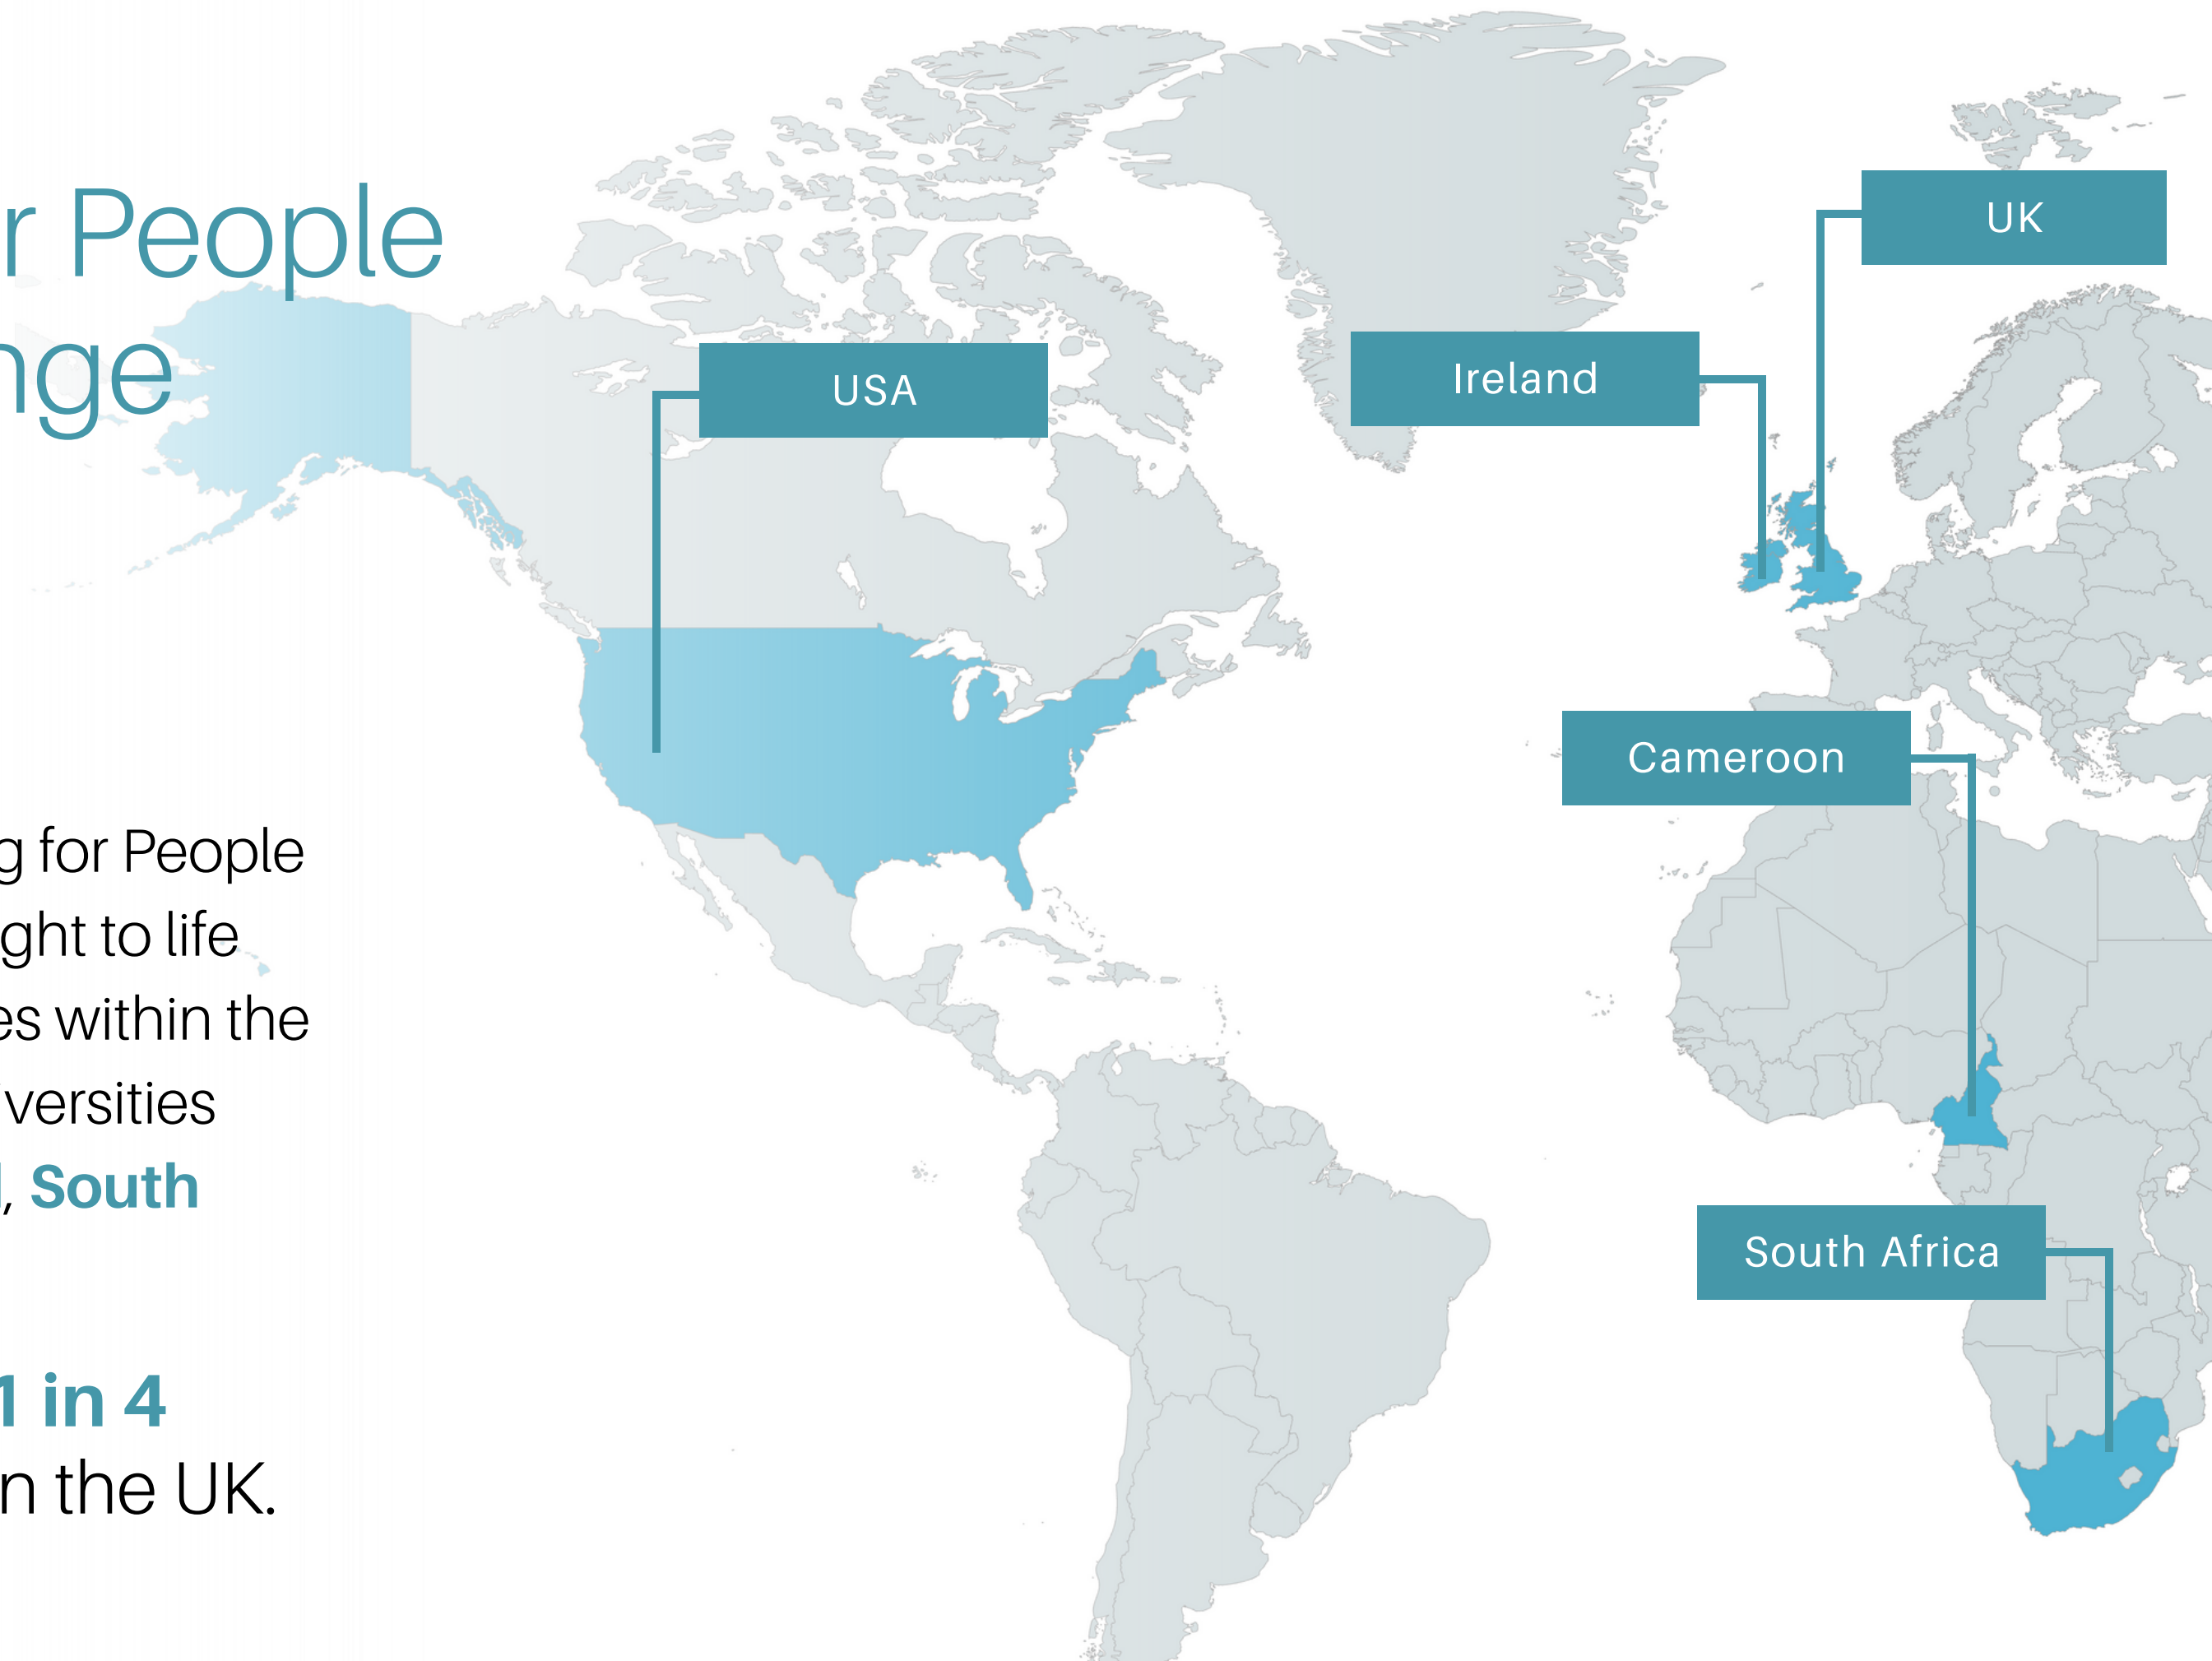 r People
nge
g for People
ght to life
es within the
versities
, South
1 in 4
n the UK.
USA
Ireland
UK
Cameroon
South Africa